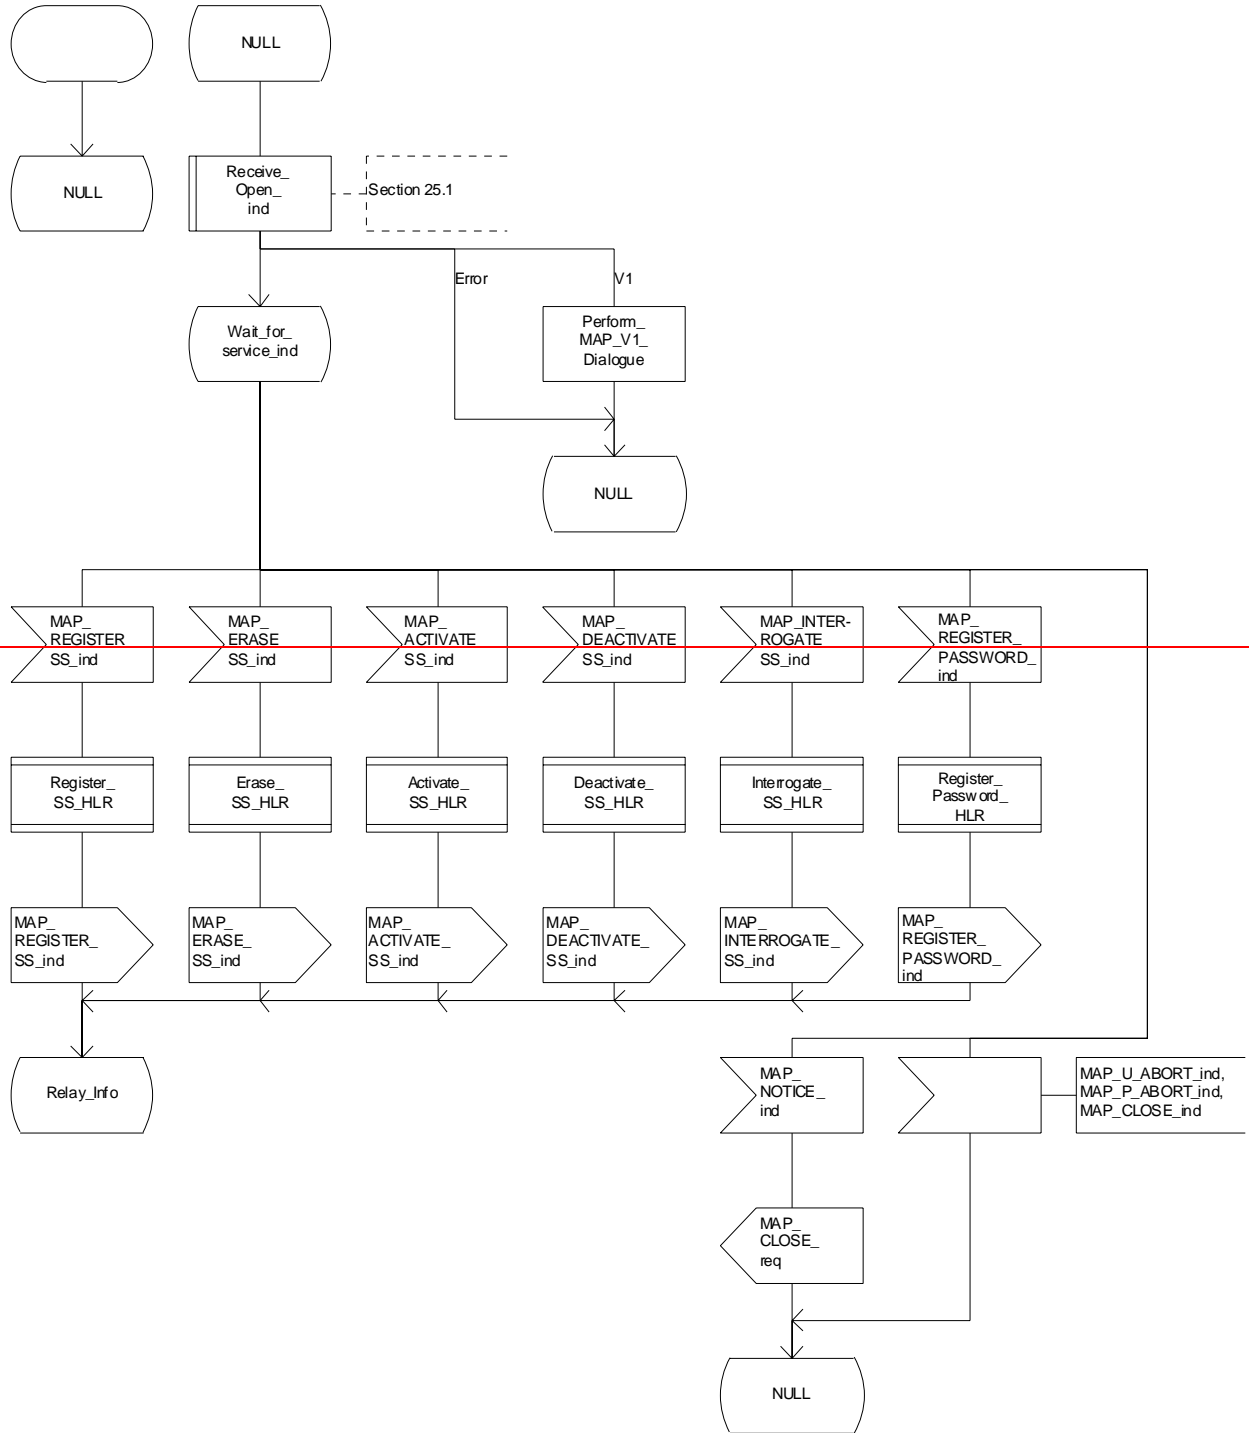 NULL
NULL
Receive_
Open_
ind
Section 25.1
Error
V1
Wait_for_
service_ind
Perform_
MAP_V1_
Dialogue
NULL
MAP_
REGISTER
SS_ind
MAP_
ERASE
SS_ind
MAP_
ACTIVATE
SS_ind
MAP_
DEACTIVATE
SS_ind
MAP_INTER-
ROGATE
SS_ind
MAP_
REGISTER_
PASSWORD_
ind
Register_
SS_HLR
Erase_
SS_HLR
Activate_
SS_HLR
Deactivate_
SS_HLR
Interrogate_
SS_HLR
Register_
Password_
HLR
MAP_
REGISTER_
SS_ind
MAP_
ERASE_
SS_ind
MAP_
ACTIVATE_
SS_ind
MAP_
DEACTIVATE_
SS_ind
MAP_
INTERROGATE_
SS_ind
MAP_
REGISTER_
PASSWORD_
ind
Relay_Info
MAP_
NOTICE_
ind
MAP_U_ABORT_ind,
MAP_P_ABORT_ind,
MAP_CLOSE_ind
MAP_
CLOSE_
req
NULL